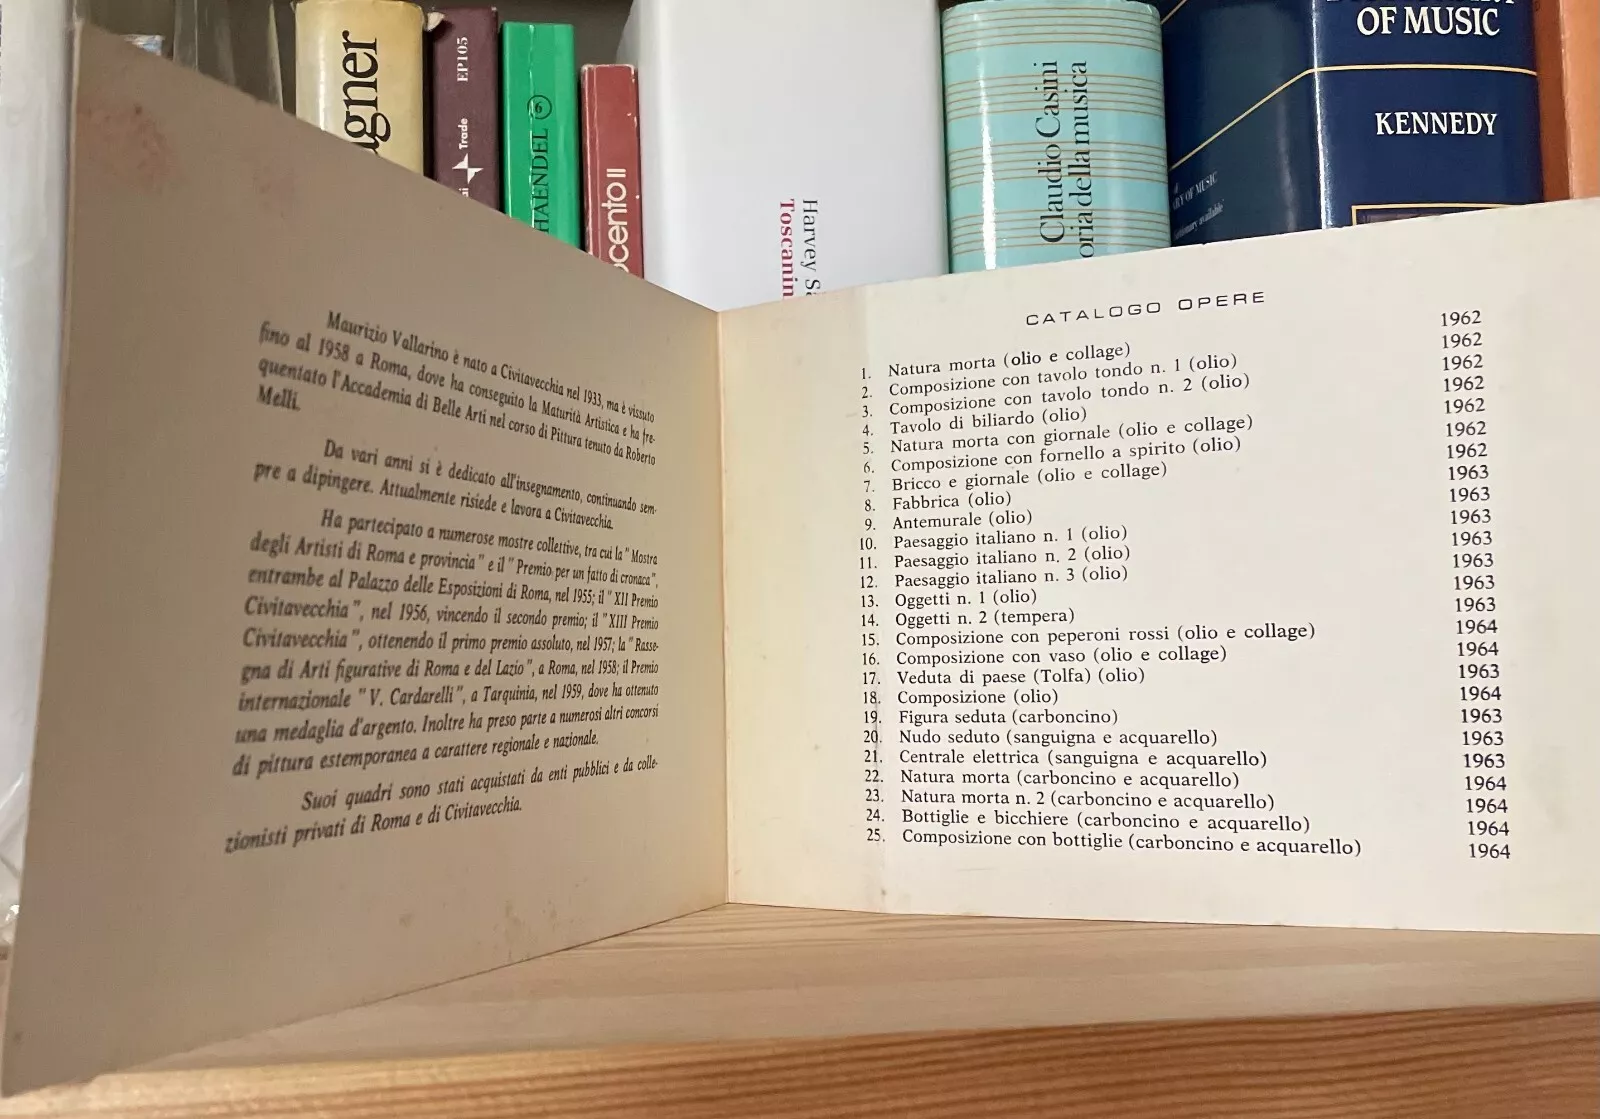 agner
EP105
Trade
HAENDEL
6
ocento II
Harvey Sa
Toscanin
Claudio Casini
oria della musica
OF MUSIC
KENNEDY
RY OF MUSIC
Maurizio Vallarino è nato a Civitavecchia nel 1933, ma è vissuto
fino al 1958 a Roma, dove ha conseguito la Maturità Artistica e ha fre-
quentato l'Accademia di Belle Arti nel corso di Pittura tenuto da Roberto
Melli.
Da vari anni si è dedicato all'insegnamento, continuando sem-
pre a dipingere. Attualmente risiede e lavora a Civitavecchia.
Ha partecipato a numerose mostre collettive, tra cui la "Mostra
degli Artisti di Roma e provincia" e il "Premio per un fatto di cronaca",
entrambe al Palazzo delle Esposizioni di Roma, nel 1955; il "XII Premio
Civitavecchia", nel 1956, vincendo il secondo premio; il "XIII Premio
Civitavecchia", ottenendo il primo premio assoluto, nel 1957; la "Rasse-
gna di Arti figurative di Roma e del Lazio", a Roma, nel 1958; il Premio
internazionale "V. Cardarelli", a Tarquinia, nel 1959, dove ha ottenuto
una medaglia d'argento. Inoltre ha preso parte a numerosi altri concorsi
di pittura estemporanea a carattere regionale e nazionale.
Suoi quadri sono stati acquistati da enti pubblici e da colle-
zionisti privati di Roma e di Civitavecchia.
CATALOGO OPERE
1. Natura morta (olio e collage) 1962
2. Composizione con tavolo tondo n. 1 (olio) 1962
3. Composizione con tavolo tondo n. 2 (olio) 1962
4. Tavolo di biliardo (olio) 1962
5. Natura morta con giornale (olio e collage) 1962
6. Composizione con fornello a spirito (olio) 1962
7. Bricco e giornale (olio e collage) 1962
8. Fabbrica (olio) 1963
9. Antemurale (olio) 1963
10. Paesaggio italiano n. 1 (olio) 1963
11. Paesaggio italiano n. 2 (olio) 1963
12. Paesaggio italiano n. 3 (olio) 1963
13. Oggetti n. 1 (olio) 1963
14. Oggetti n. 2 (tempera) 1963
15. Composizione con peperoni rossi (olio e collage) 1964
16. Composizione con vaso (olio e collage) 1964
17. Veduta di paese (Tolfa) (olio) 1963
18. Composizione (olio) 1964
19. Figura seduta (carboncino) 1963
20. Nudo seduto (sanguigna e acquarello) 1963
21. Centrale elettrica (sanguigna e acquarello) 1963
22. Natura morta (carboncino e acquarello) 1964
23. Natura morta n. 2 (carboncino e acquarello) 1964
24. Bottiglie e bicchiere (carboncino e acquarello) 1964
25. Composizione con bottiglie (carboncino e acquarello) 1964